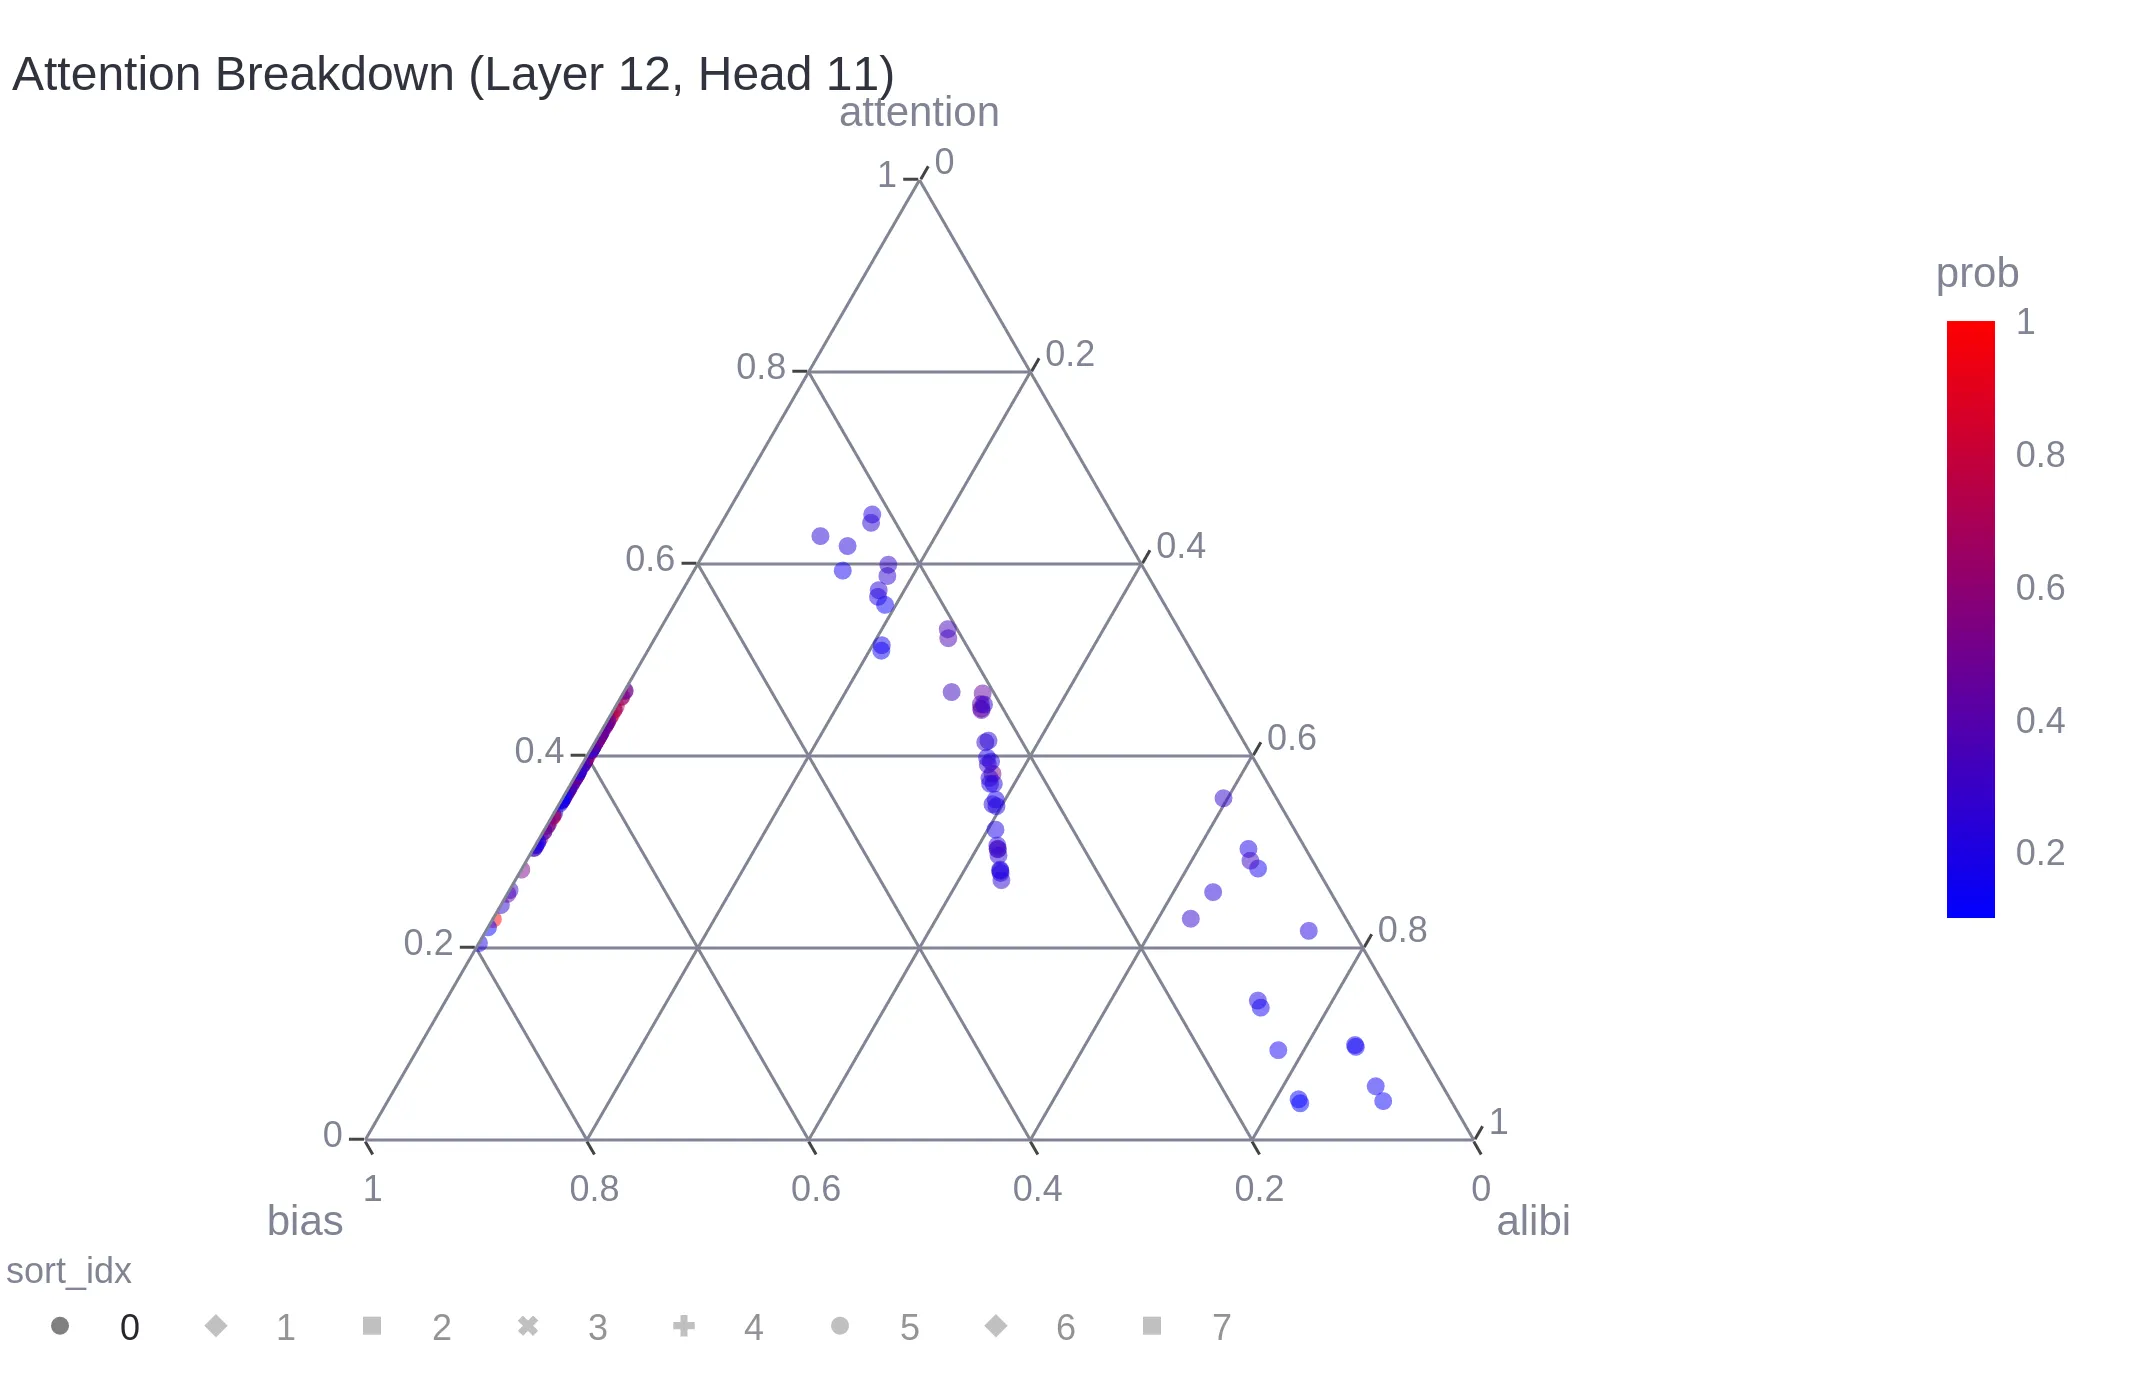 Attention Breakdown (Layer 12, Head 11)
attention
1 0
0.8 0.2
0.6 0.4
0.4 0.6
0.2 0.8
0 1
1 0.8 0.6 0.4 0.2 0
bias alibi
prob
1
0.8
0.6
0.4
0.2
sort_idx
0 1 2 3 4 5 6 7